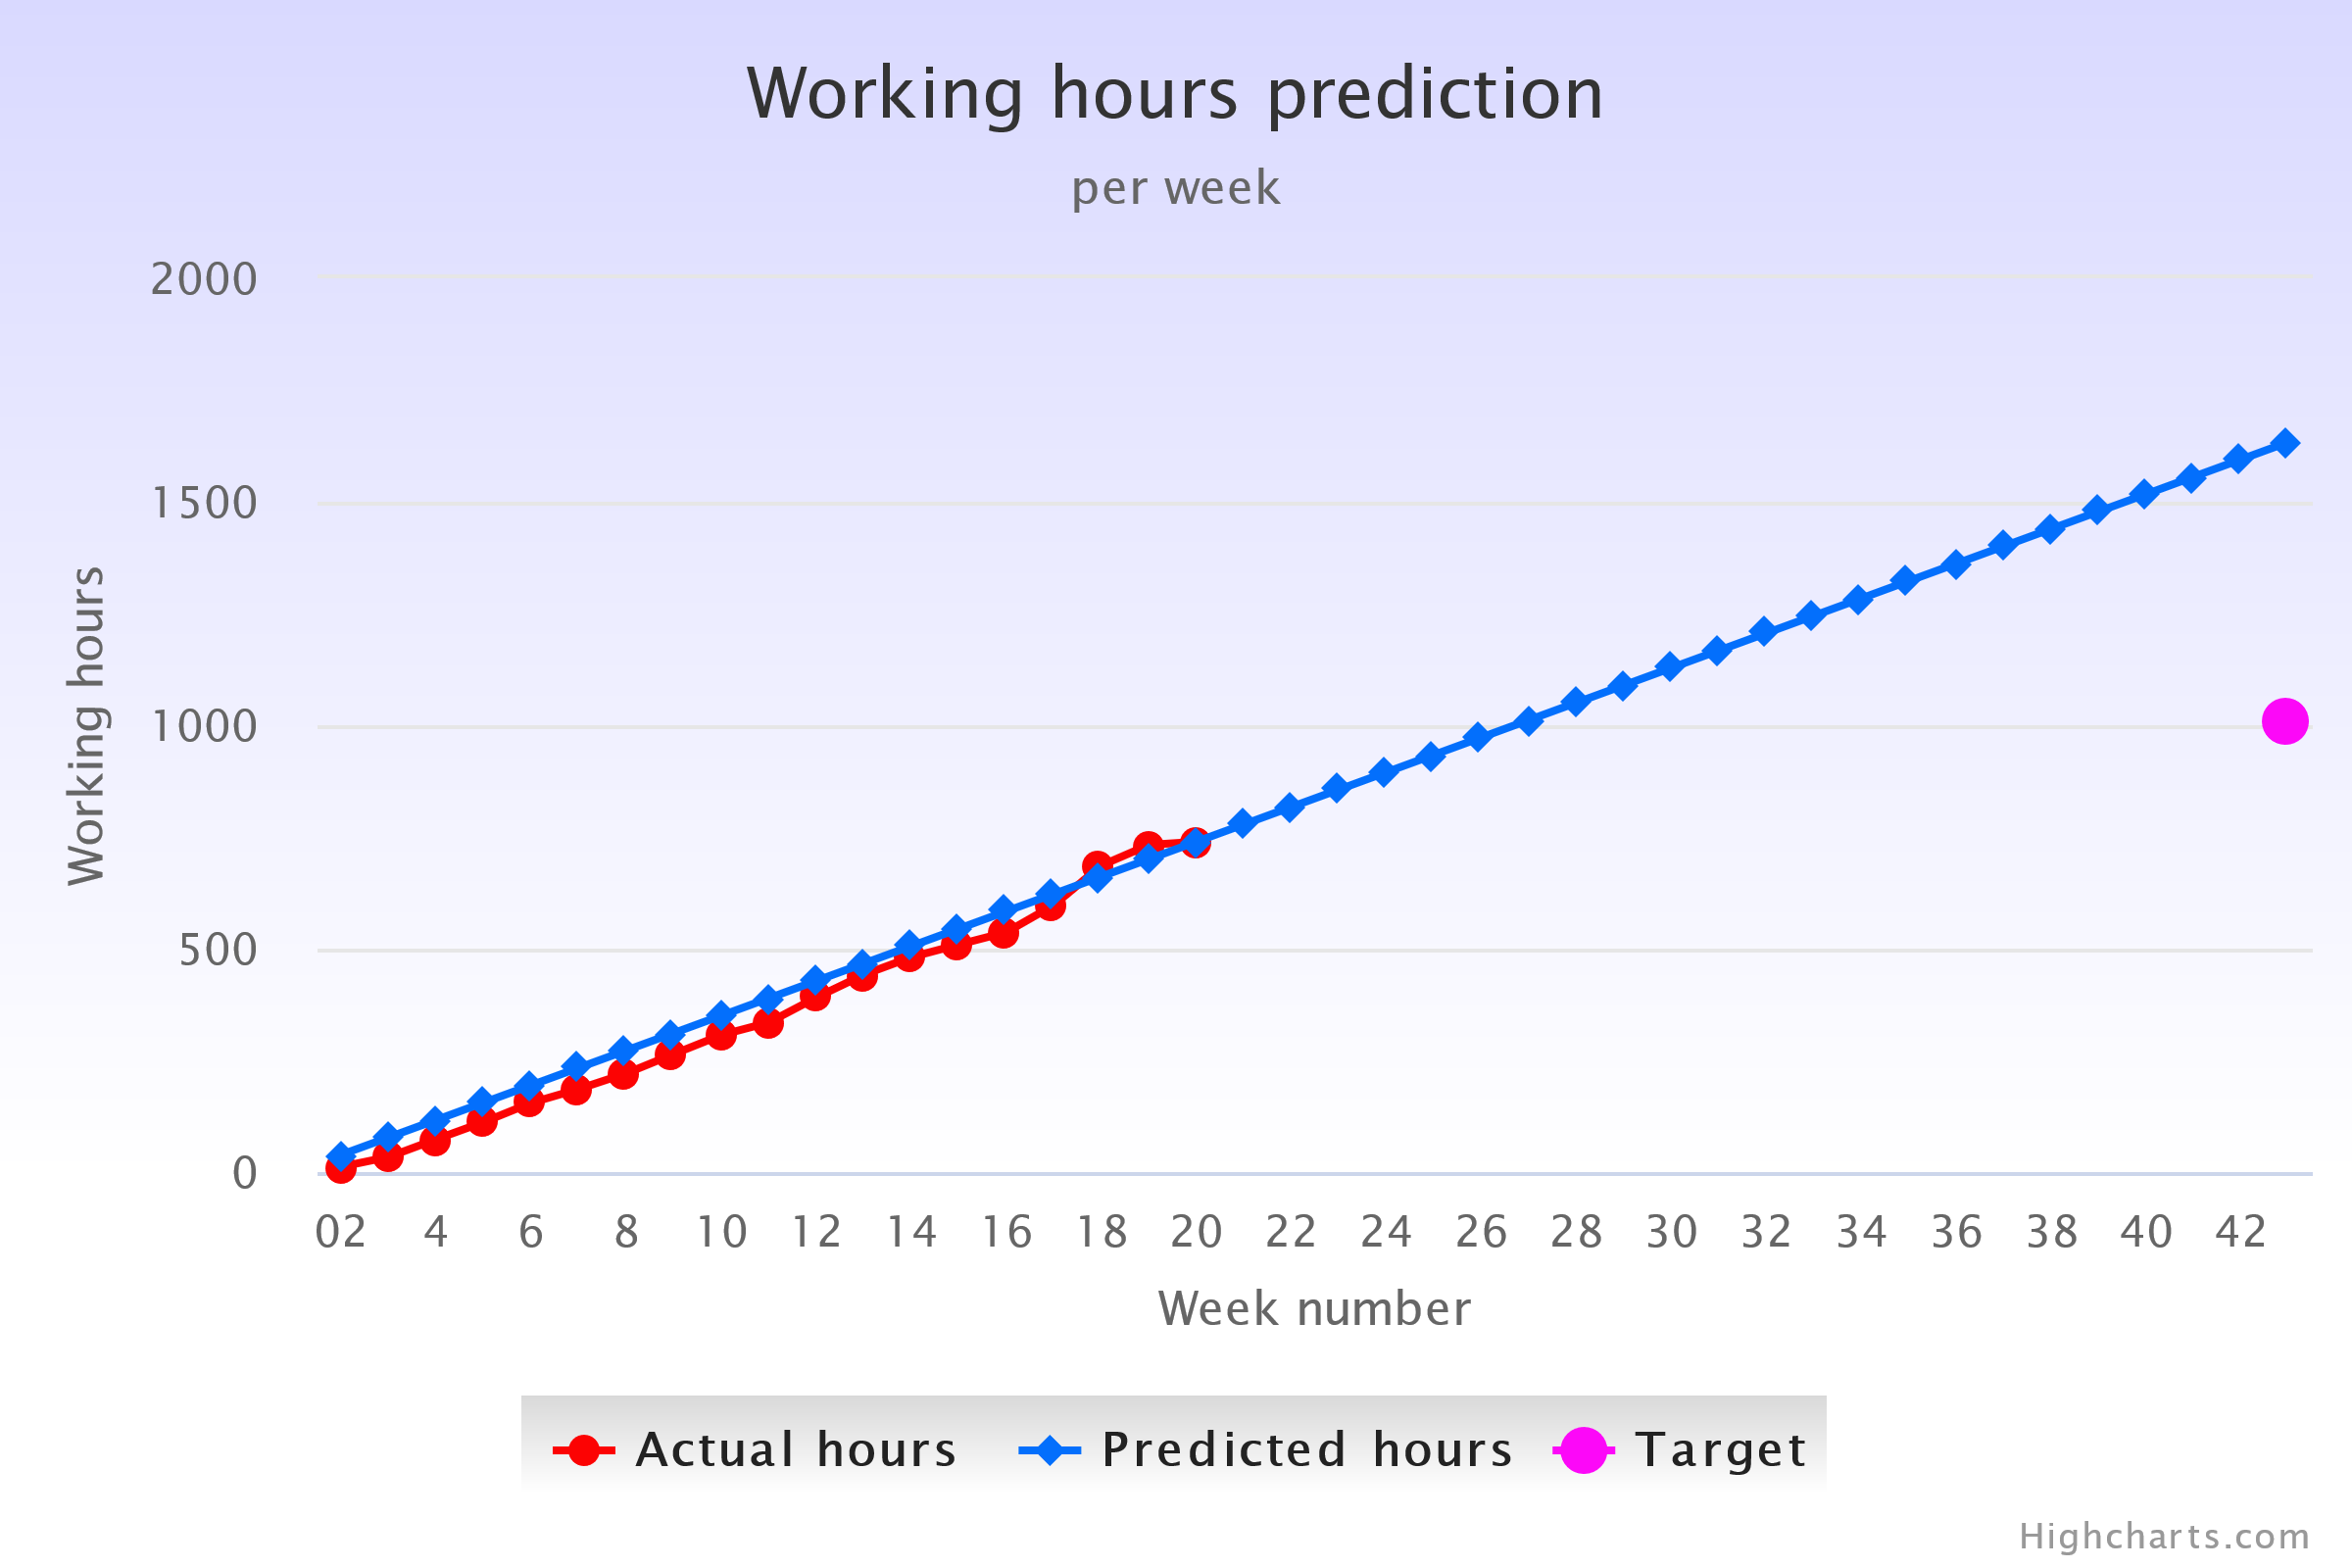 Working hours prediction
per week
2000
1500
1000
500
0
Working hours
02 4 6 8 10 12 14 16 18 20 22 24 26 28 30 32 34 36 38 40 42
Week number
Actual hours Predicted hours Target
Highcharts.com